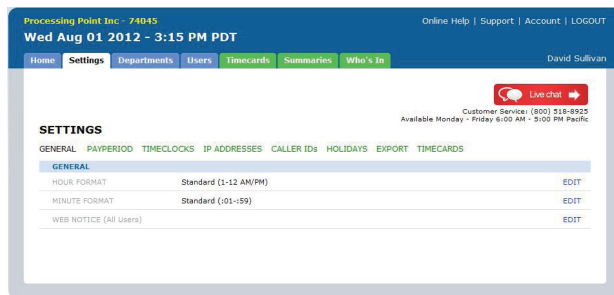 Processing Point Inc - 74045
Online Help | Support | Account | LOGOUT
Wed Aug 01 2012 - 3:15 PM PDT
Home Settings Departments Users Timecards Summaries Who's In
David Sullivan
Live chat
Customer Service: (800) 518-8925
Available Monday - Friday 6:00 AM - 5:00 PM Pacific
SETTINGS
GENERAL PAYPERIOD TIMECLOCKS IP ADDRESSES CALLER IDs HOLIDAYS EXPORT TIMECARDS
GENERAL
HOUR FORMAT Standard (1-12 AM/PM) EDIT
MINUTE FORMAT Standard (:01-:59) EDIT
WEB NOTICE (All Users) EDIT